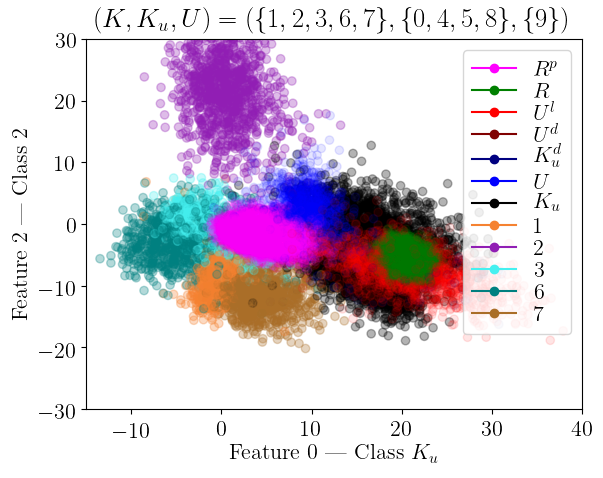 (K, K_u, U) = ({1, 2, 3, 6, 7}, {0, 4, 5, 8}, {9})
30
20
10
0
−10
−20
−30
Feature 2 — Class 2
R^p
R
U^l
U^d
K_u^d
U
K_u
1
2
3
6
7
−10
0
10
20
30
40
Feature 0 — Class K_u